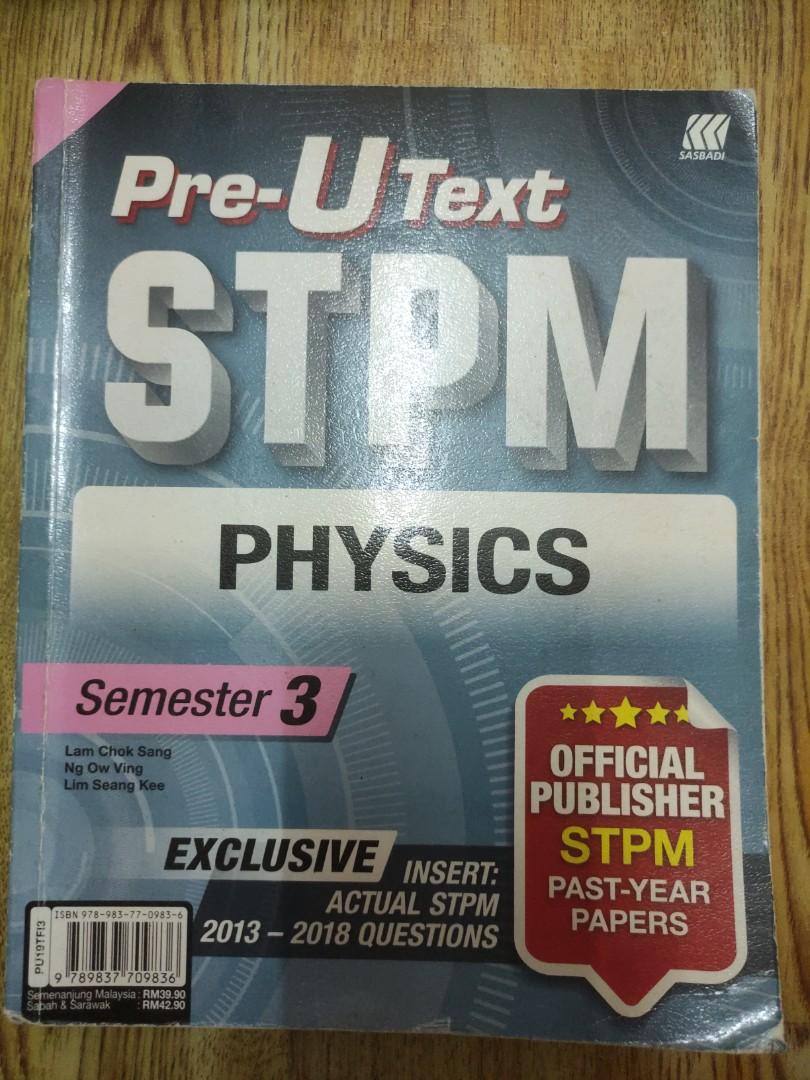 SASBADI
Pre-U Text
STPM
PHYSICS
Semester 3
Lam Chok Sang
Ng Ow Ving
Lim Seang Kee
OFFICIAL
PUBLISHER
STPM
PAST-YEAR
PAPERS
EXCLUSIVE
INSERT:
ACTUAL STPM
2013 – 2018 QUESTIONS
PU19TFI3
ISBN 978-983-77-0983-6
9 789837 709836
Semenanjung Malaysia : RM39.90
Sabah & Sarawak : RM42.90